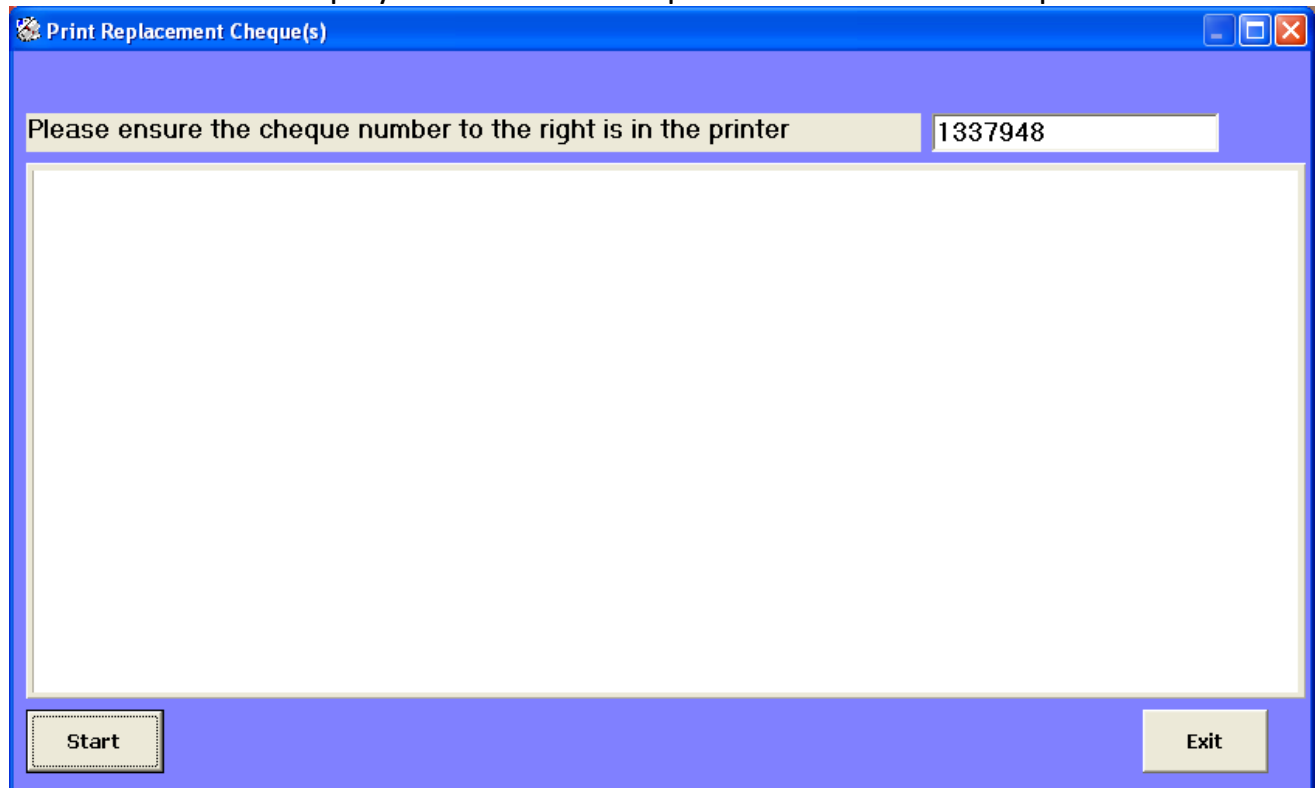 Print Replacement Cheque(s)
Please ensure the cheque number to the right is in the printer
1337948
Start
Exit